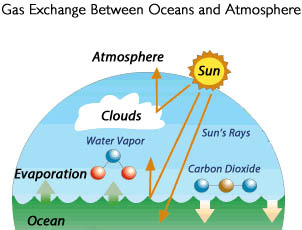 Gas Exchange Between Oceans and Atmosphere
Atmosphere
Sun
Clouds
Water Vapor
Sun's Rays
Evaporation
Carbon Dioxide
Ocean